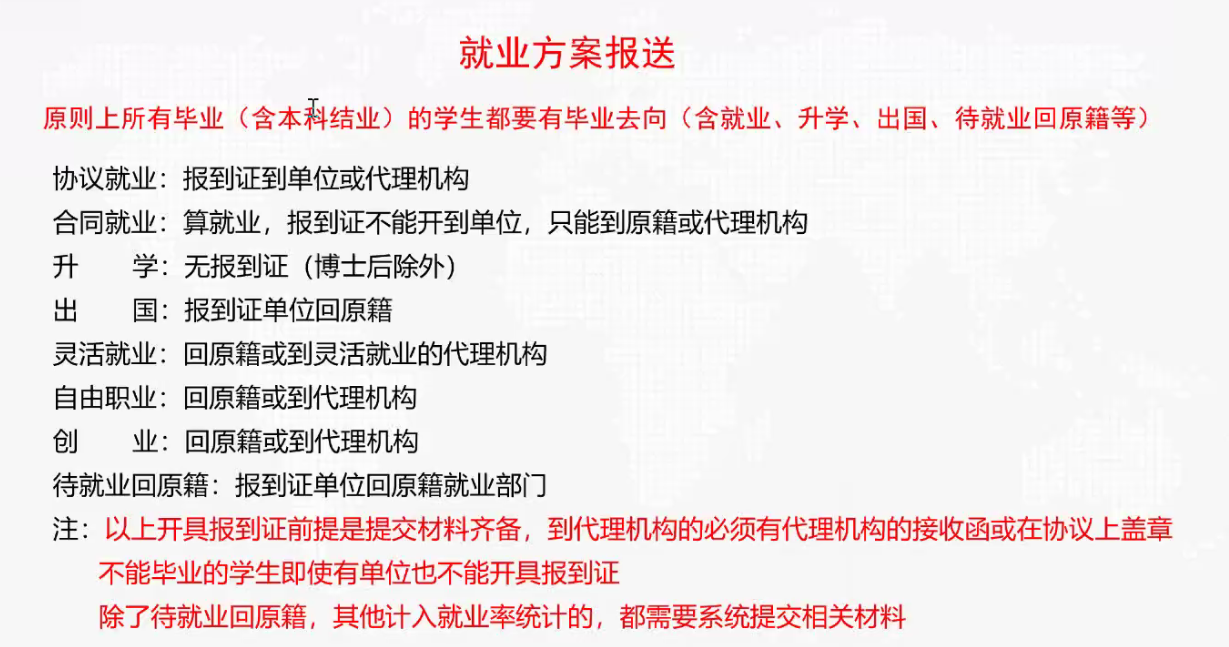 就业方案报送
原则上所有毕业（含本科结业）的学生都要有毕业去向（含就业、升学、出国、待就业回原籍等）
协议就业：报到证到单位或代理机构
合同就业：算就业，报到证不能开到单位，只能到原籍或代理机构
升　　学：无报到证（博士后除外）
出　　国：报到证单位回原籍
灵活就业：回原籍或到灵活就业的代理机构
自由职业：回原籍或到代理机构
创　　业：回原籍或到代理机构
待就业回原籍：报到证单位回原籍就业部门
注：以上开具报到证前提是提交材料齐备，到代理机构的必须有代理机构的接收函或在协议上盖章
不能毕业的学生即使有单位也不能开具报到证
除了待就业回原籍，其他计入就业率统计的，都需要系统提交相关材料